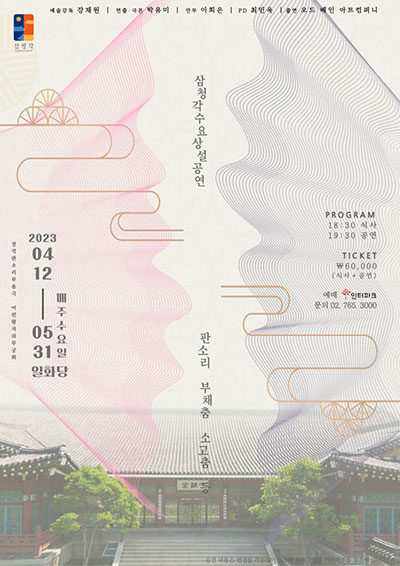 예술감독 강채원 | 연출·극본 박유미 | 안무 이희은 | PD 최민욱 | 출연 오드 메인 아트컴퍼니
삼청각
삼청각수요상설공연
PROGRAM
18:30 식사
19:30 공연
TICKET
₩60,000
(식사+공연)
예매 인터파크
문의 02. 765. 3000
2023
04
12
05
31
매주수요일
일화당
판소리 부채춤 소고춤 등